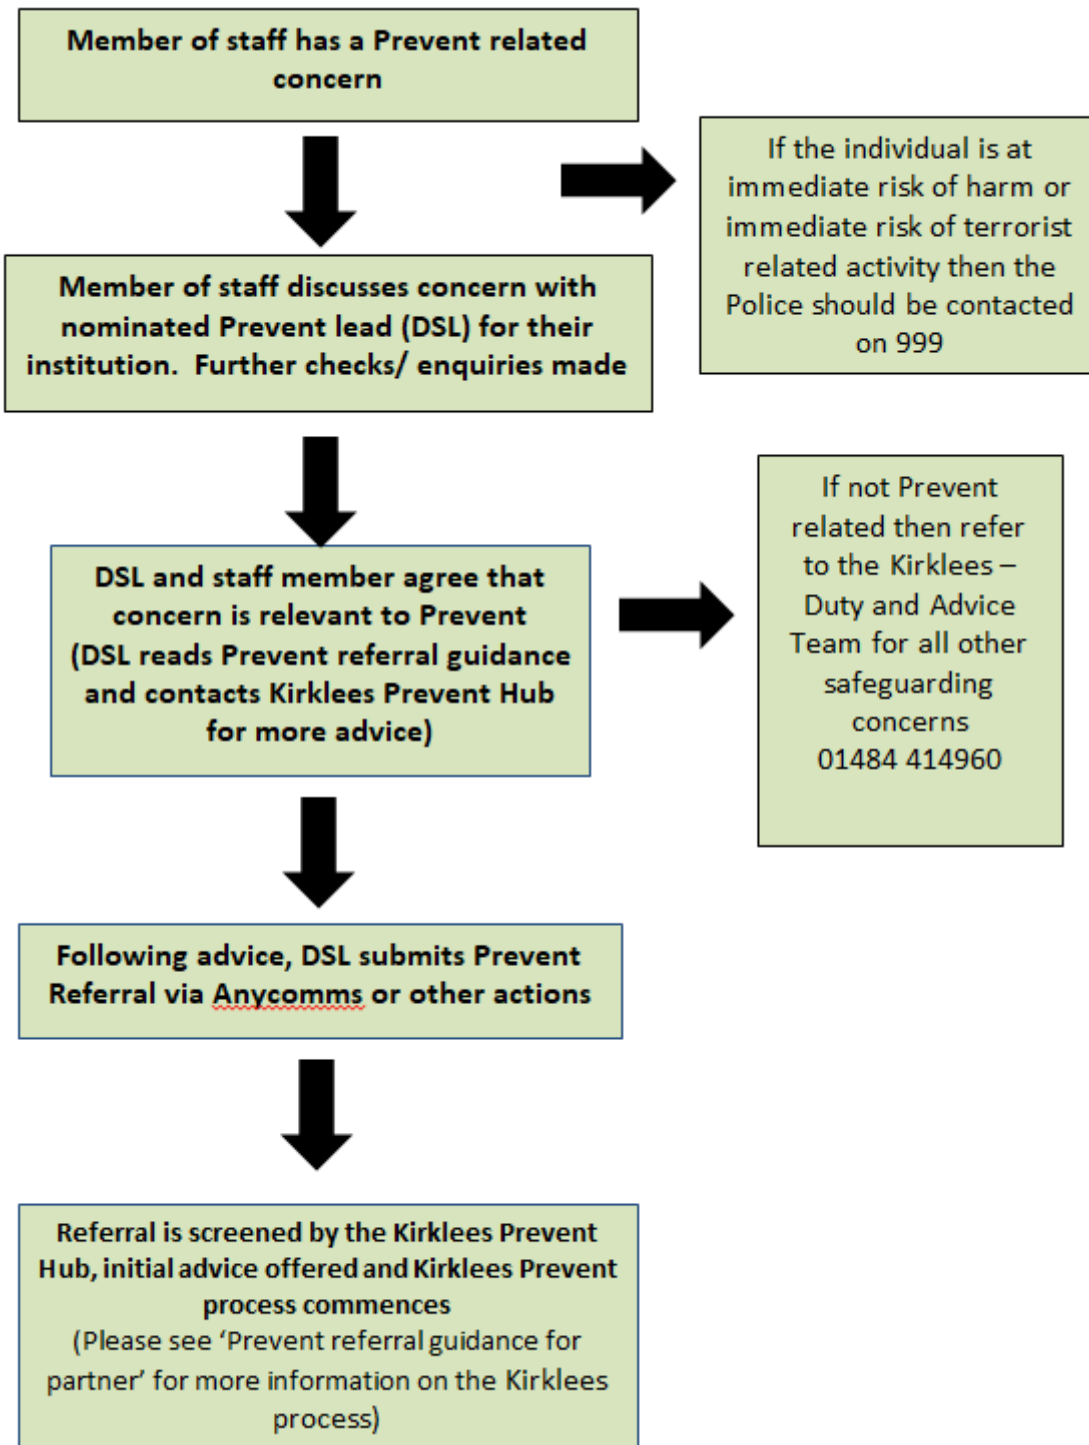 Member of staff has a Prevent related
concern
If the individual is at
immediate risk of harm or
immediate risk of terrorist
related activity then the
Police should be contacted
on 999
Member of staff discusses concern with
nominated Prevent lead (DSL) for their
institution.  Further checks/ enquiries made
If not Prevent
related then refer
to the Kirklees –
Duty and Advice
Team for all other
safeguarding
concerns
01484 414960
DSL and staff member agree that
concern is relevant to Prevent
(DSL reads Prevent referral guidance
and contacts Kirklees Prevent Hub
for more advice)
Following advice, DSL submits Prevent
Referral via Anycomms or other actions
Referral is screened by the Kirklees Prevent
Hub, initial advice offered and Kirklees Prevent
process commences
(Please see ‘Prevent referral guidance for
partner’ for more information on the Kirklees
process)